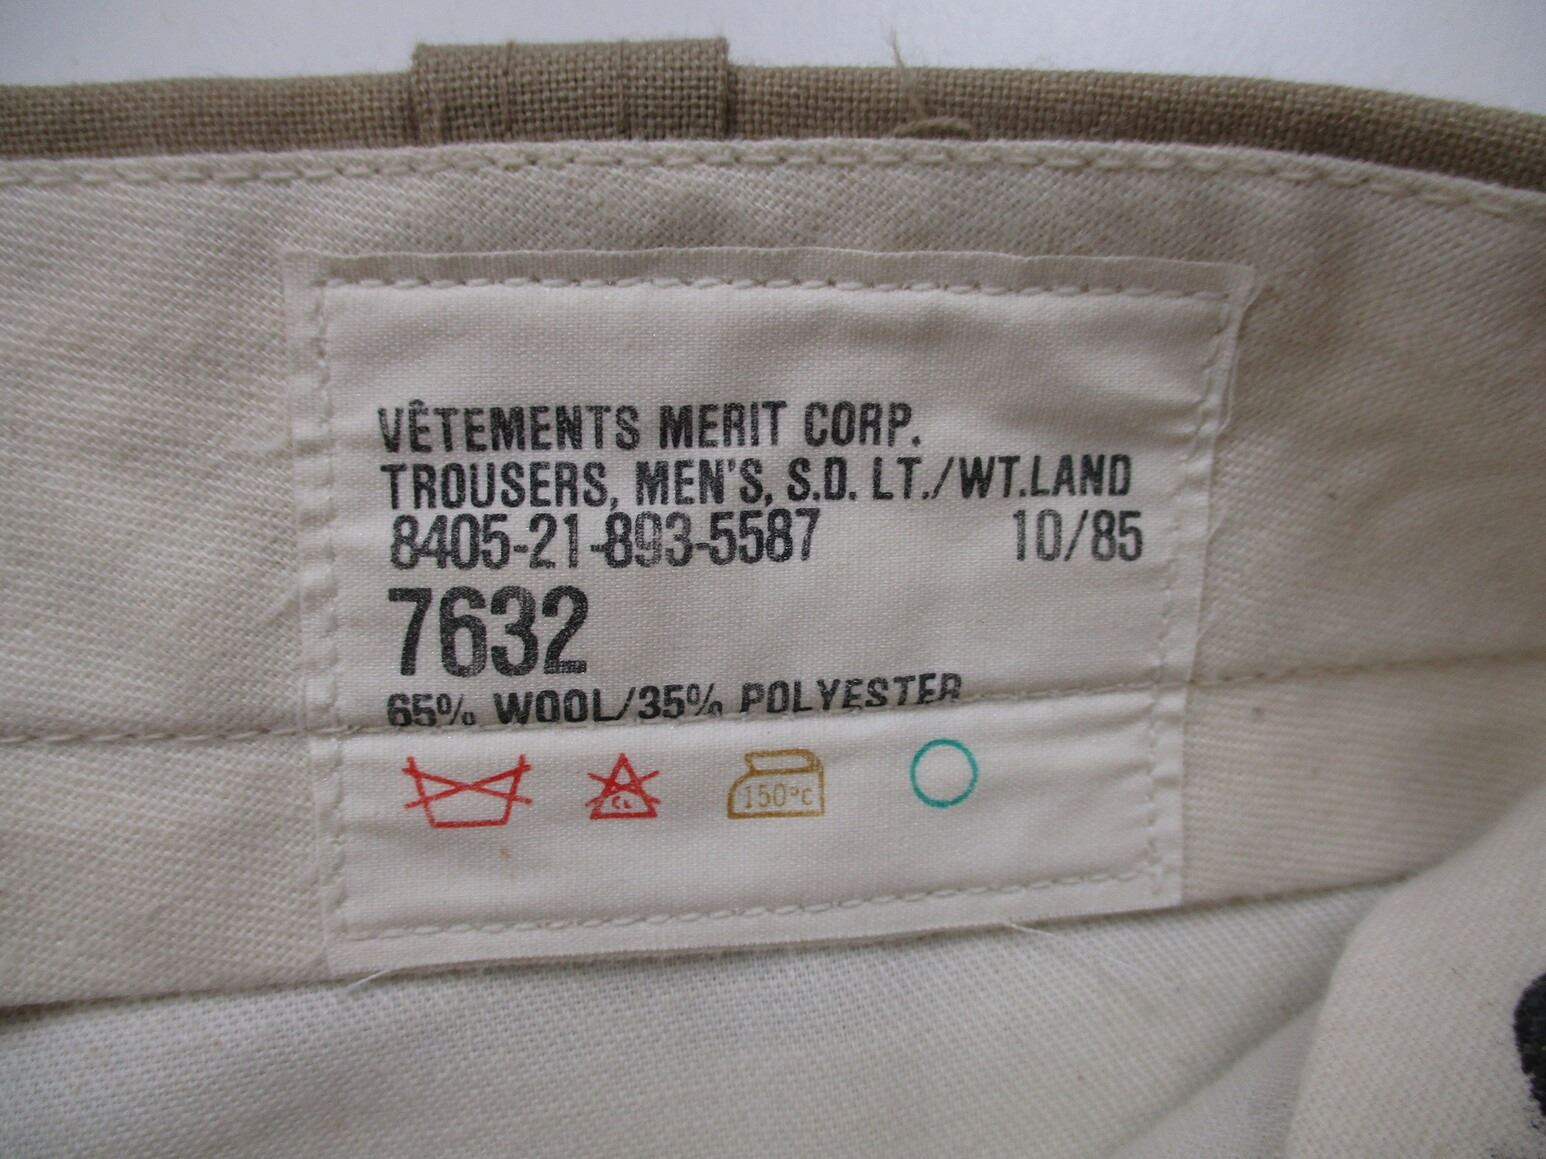 VÊTEMENTS MERIT CORP.
TROUSERS, MEN'S, S.D. LT./WT.LAND
8405-21-893-5587 10/85
7632
65% WOOL/35% POLYESTER
CL 150°C